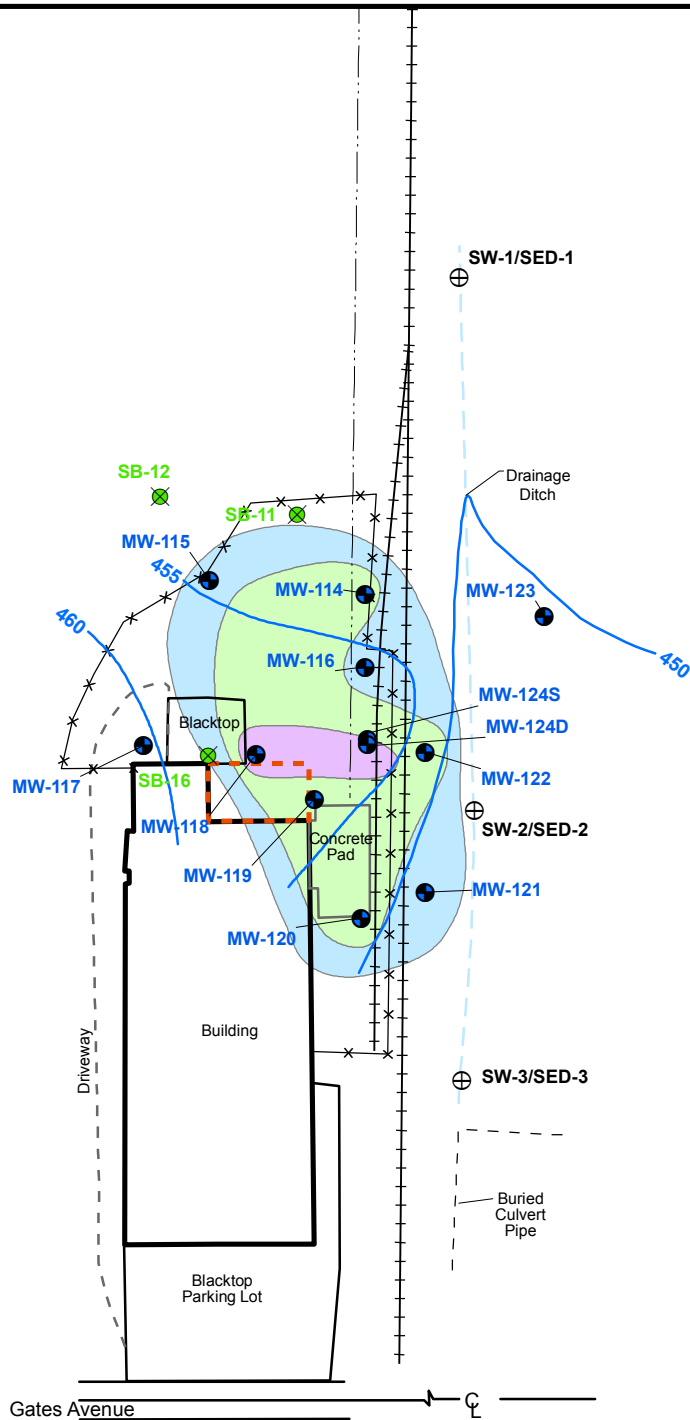 SW-1/SED-1
SB-12
Drainage
Ditch
SB-11
MW-115
455
MW-114
MW-123
460
MW-116
450
MW-124S
Blacktop
MW-124D
MW-117
SB-16
MW-122
MW-118
SW-2/SED-2
Concrete
Pad
MW-119
MW-121
MW-120
Building
Driveway
SW-3/SED-3
Buried
Culvert
Pipe
Blacktop
Parking Lot
Gates Avenue
℄